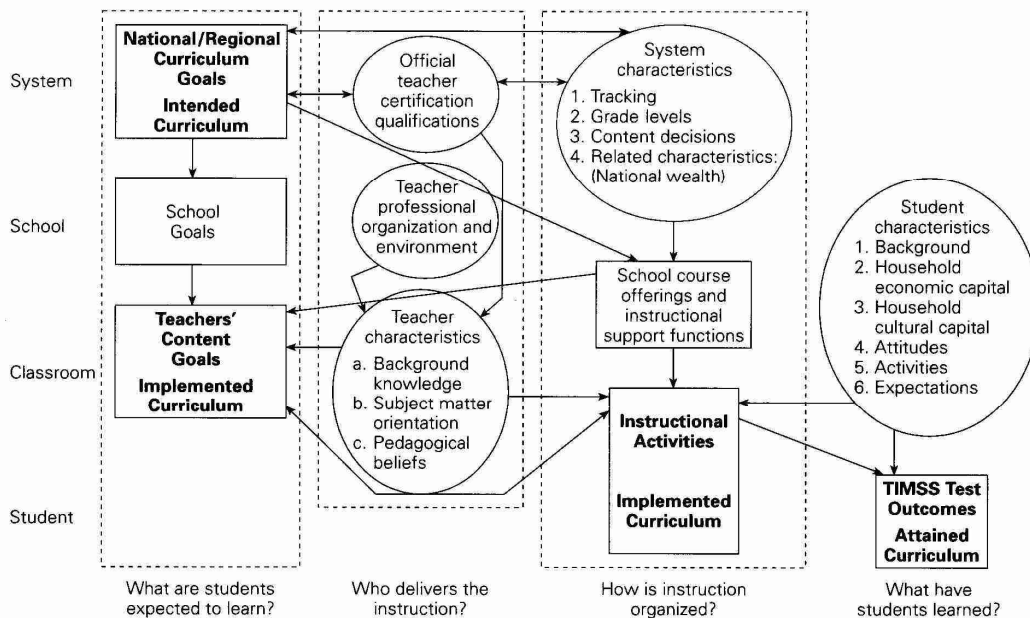 System
School
Classroom
Student
National/Regional
Curriculum
Goals
Intended
Curriculum
School
Goals
Teachers'
Content
Goals
Implemented
Curriculum
What are students
expected to learn?
Official
teacher
certification
qualifications
Teacher
professional
organization and
environment
Teacher
characteristics
a. Background
knowledge
b. Subject matter
orientation
c. Pedagogical
beliefs
Who delivers the
instruction?
System
characteristics
1. Tracking
2. Grade levels
3. Content decisions
4. Related characteristics:
(National wealth)
School course
offerings and
instructional
support functions
Instructional
Activities
Implemented
Curriculum
How is instruction
organized?
Student
characteristics
1. Background
2. Household
economic capital
3. Household
cultural capital
4. Attitudes
5. Activities
6. Expectations
TIMSS Test
Outcomes
Attained
Curriculum
What have
students learned?